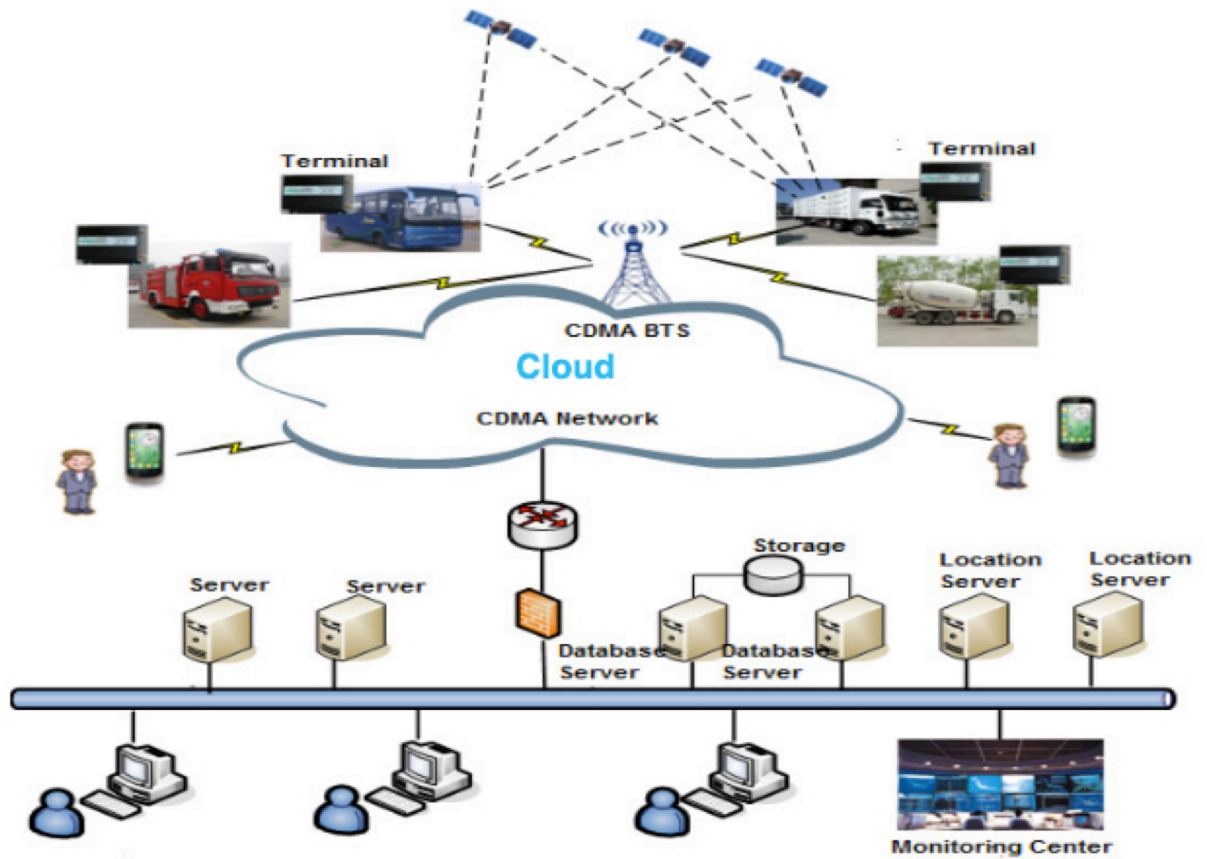 Terminal
Terminal
CDMA BTS
Cloud
CDMA Network
Storage
Location
Server
Location
Server
Server
Server
Database
Server
Database
Server
Monitoring Center